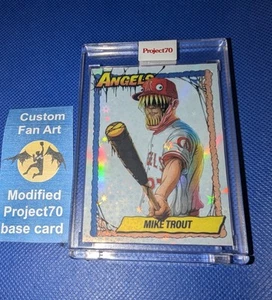 Project70
ANGELS
Custom
Fan Art
Modified
Project70
base card
MIKE TROUT